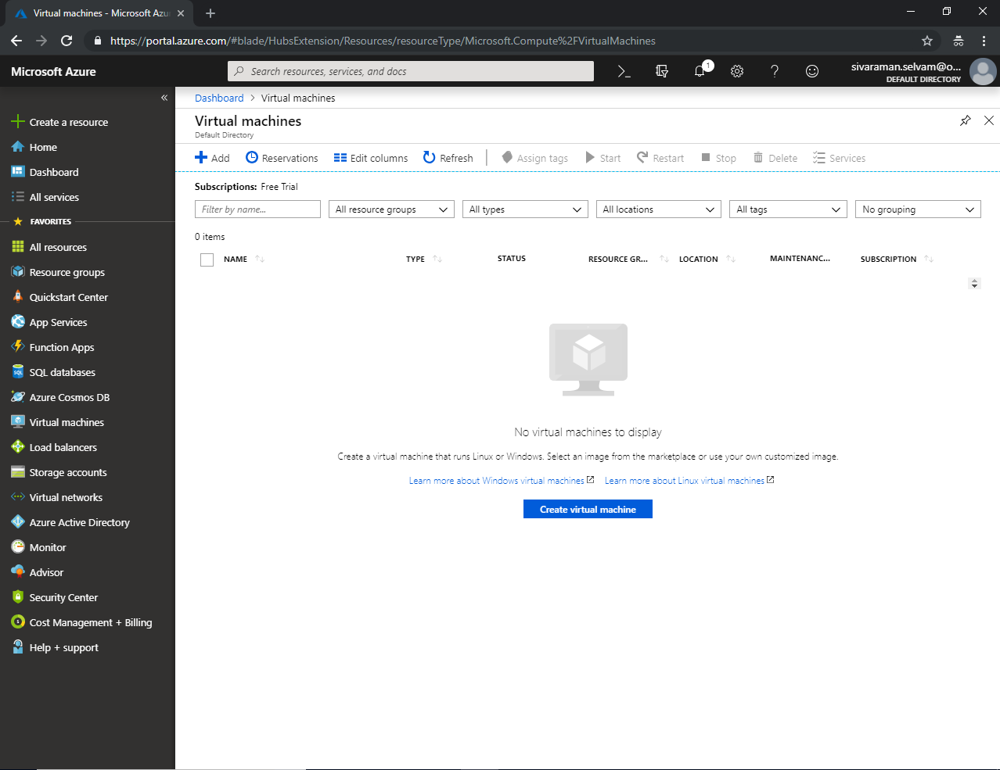 Virtual machines - Microsoft Azu
https://portal.azure.com/#blade/HubsExtension/Resources/resourceType/Microsoft.Compute%2FVirtualMachines
Microsoft Azure
Search resources, services, and docs
1
sivaraman.selvam@o...
DEFAULT DIRECTORY
Create a resource
Home
Dashboard
All services
FAVORITES
All resources
Resource groups
Quickstart Center
App Services
Function Apps
SQL
SQL databases
Azure Cosmos DB
Virtual machines
Load balancers
Storage accounts
Virtual networks
Azure Active Directory
Monitor
Advisor
Security Center
Cost Management + Billing
Help + support
Dashboard > Virtual machines
Virtual machines
Default Directory
Add Reservations Edit columns Refresh Assign tags Start Restart Stop Delete Services
Subscriptions: Free Trial
Filter by name... All resource groups All types All locations All tags No grouping
0 items
NAME TYPE STATUS RESOURCE GR... LOCATION MAINTENANC... SUBSCRIPTION
No virtual machines to display
Create a virtual machine that runs Linux or Windows. Select an image from the marketplace or use your own customized image.
Learn more about Windows virtual machines Learn more about Linux virtual machines
Create virtual machine